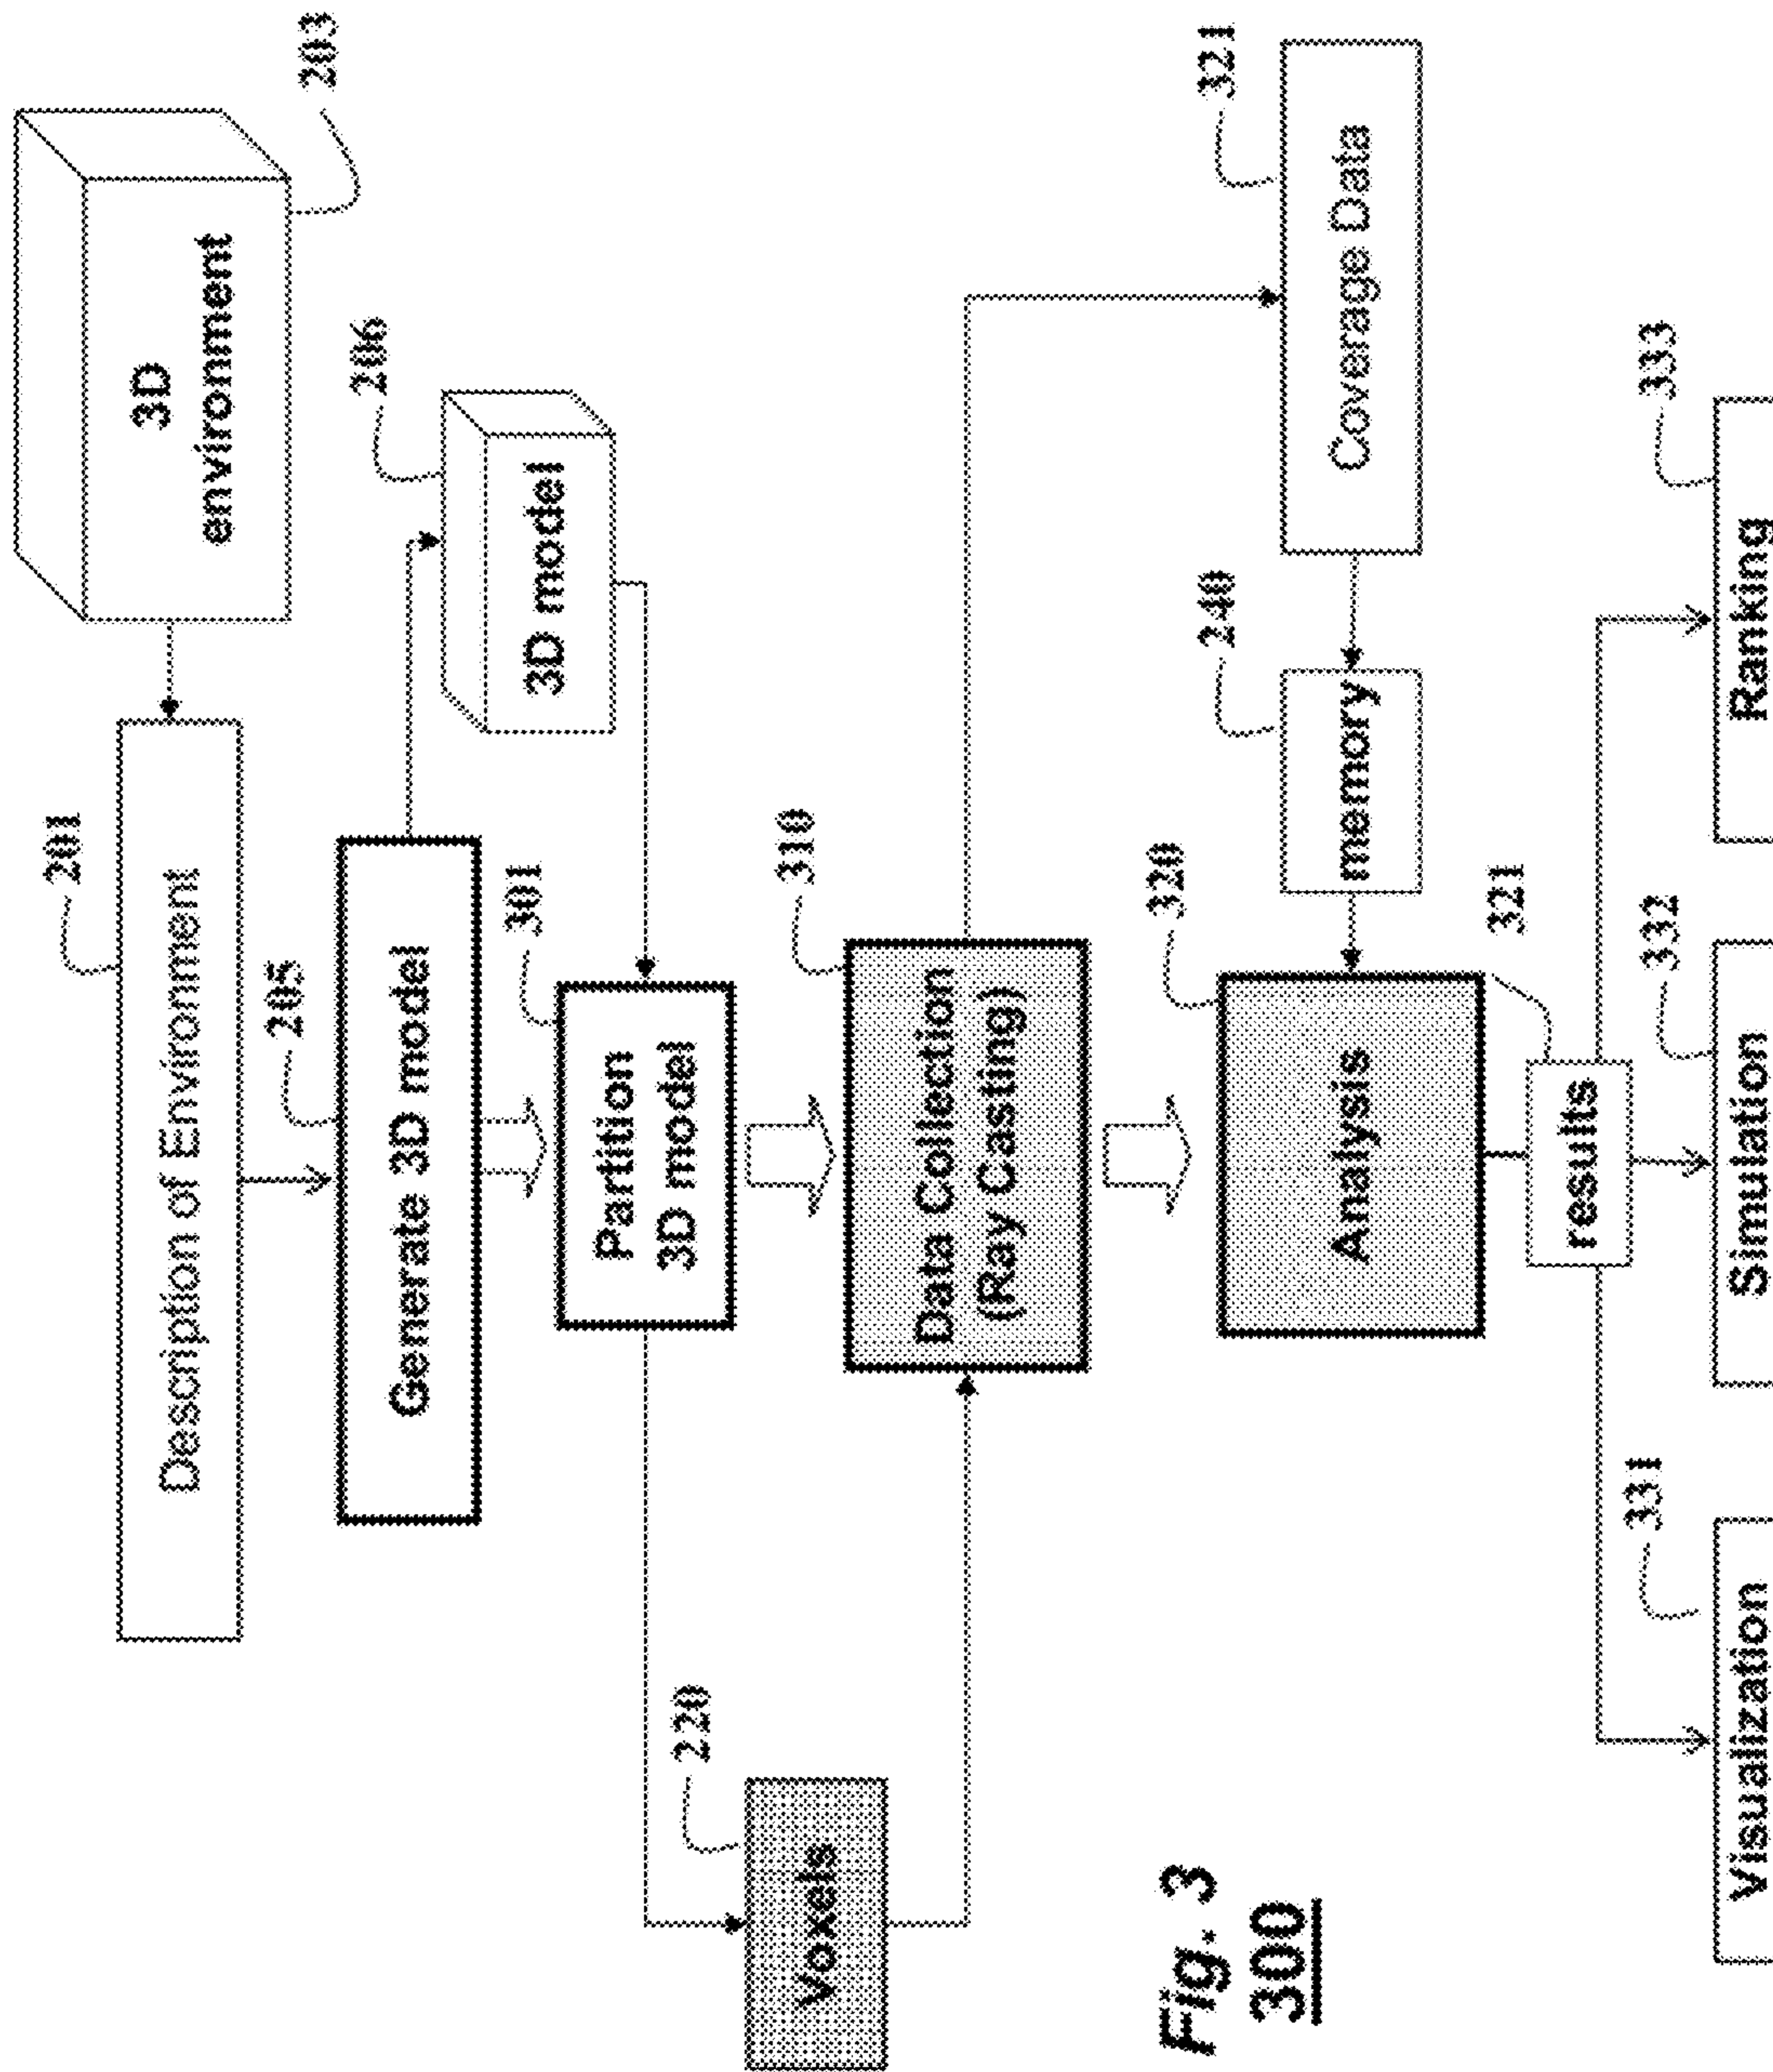 203
3D
environment
201
Description of Environment
206
3D model
205
Generate 3D model
301
Partition
3D model
220
Voxels
310
Data Collection
(Ray Casting)
321
Coverage Data
240
memory
320
Analysis
321
results
331
Visualization
332
Simulation
333
Ranking
Fig. 3
300